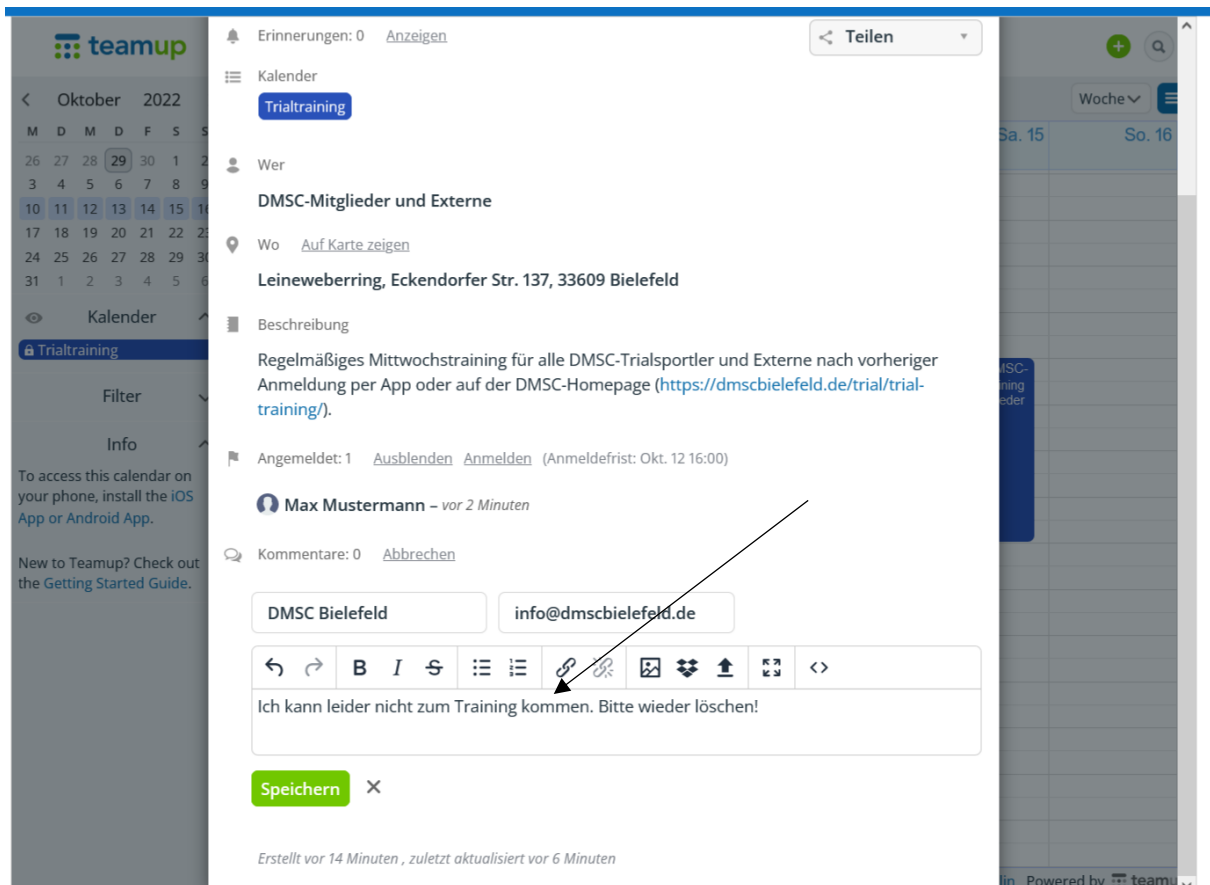 teamup
Oktober 2022
M D M D F S S
26 27 28 29 30 1 2
3 4 5 6 7 8 9
10 11 12 13 14 15 16
17 18 19 20 21 22 23
24 25 26 27 28 29 30
31 1 2 3 4 5 6
Kalender
Trialtraining
Filter
Info
To access this calendar on
your phone, install the iOS
App or Android App.
New to Teamup? Check out
the Getting Started Guide.
Erinnerungen: 0 Anzeigen
Teilen
Kalender
Trialtraining
Wer
DMSC-Mitglieder und Externe
Wo Auf Karte zeigen
Leineweberring, Eckendorfer Str. 137, 33609 Bielefeld
Beschreibung
Regelmäßiges Mittwochstraining für alle DMSC-Trialsportler und Externe nach vorheriger
Anmeldung per App oder auf der DMSC-Homepage (https://dmscbielefeld.de/trial/trial-
training/).
Angemeldet: 1 Ausblenden Anmelden (Anmeldefrist: Okt. 12 16:00)
Max Mustermann – vor 2 Minuten
Kommentare: 0 Abbrechen
DMSC Bielefeld info@dmscbielefeld.de
B I S
Ich kann leider nicht zum Training kommen. Bitte wieder löschen!
Speichern
Erstellt vor 14 Minuten , zuletzt aktualisiert vor 6 Minuten
Woche
Sa. 15 So. 16
Powered by teamu